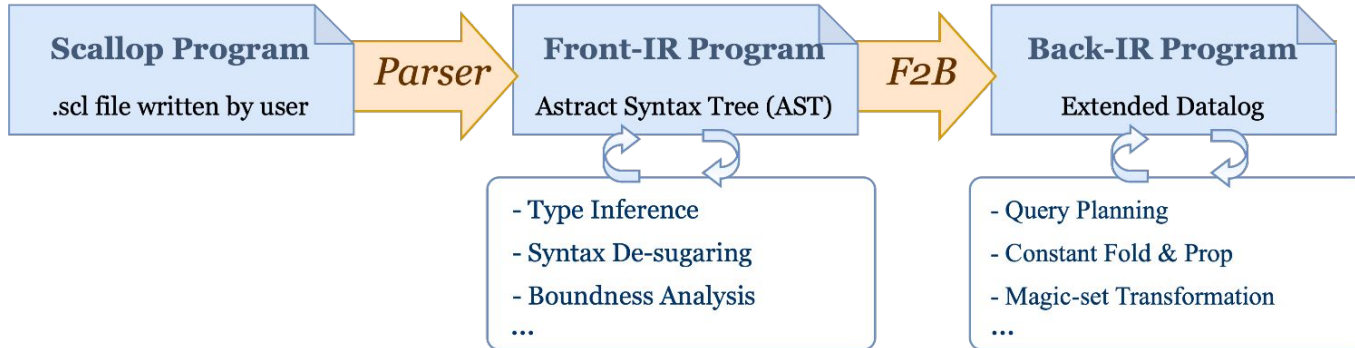 Scallop Program
.scl file written by user
Parser
Front-IR Program
Astract Syntax Tree (AST)
F2B
Back-IR Program
Extended Datalog
- Type Inference
- Syntax De-sugaring
- Boundness Analysis
...
- Query Planning
- Constant Fold & Prop
- Magic-set Transformation
...